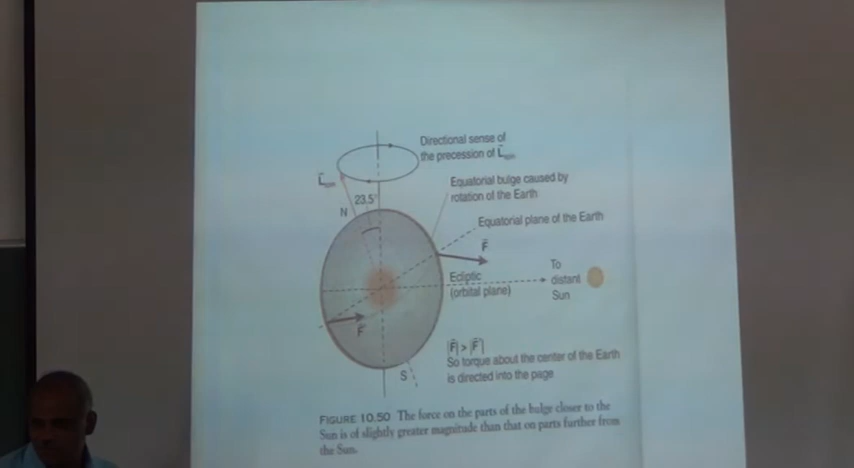 Directional sense of
the precession of L⃗spin
L⃗spin
23.5°
N
Equatorial bulge caused by
rotation of the Earth
Equatorial plane of the Earth
F⃗
Ecliptic
(orbital plane)
To
distant
Sun
F⃗'
|F⃗| > |F⃗'|
So torque about the center of the Earth
is directed into the page
S
FIGURE 10.50 The force on the parts of the bulge closer to the
Sun is of slightly greater magnitude than that on parts further from
the Sun.